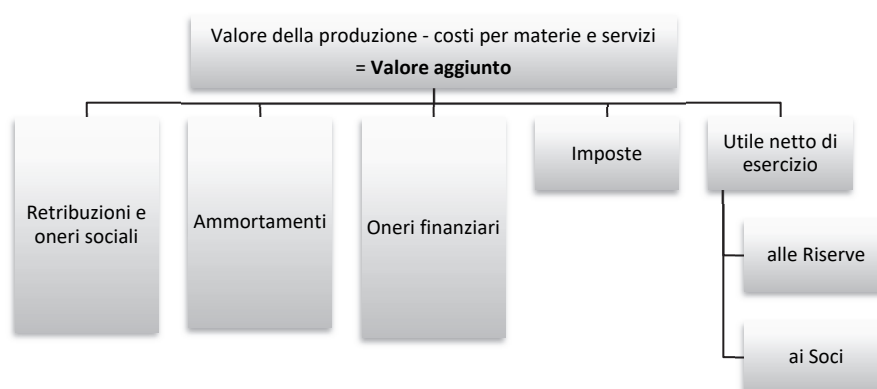 Valore della produzione - costi per materie e servizi
= Valore aggiunto
Retribuzioni e
oneri sociali
Ammortamenti
Oneri finanziari
Imposte
Utile netto di
esercizio
alle Riserve
ai Soci